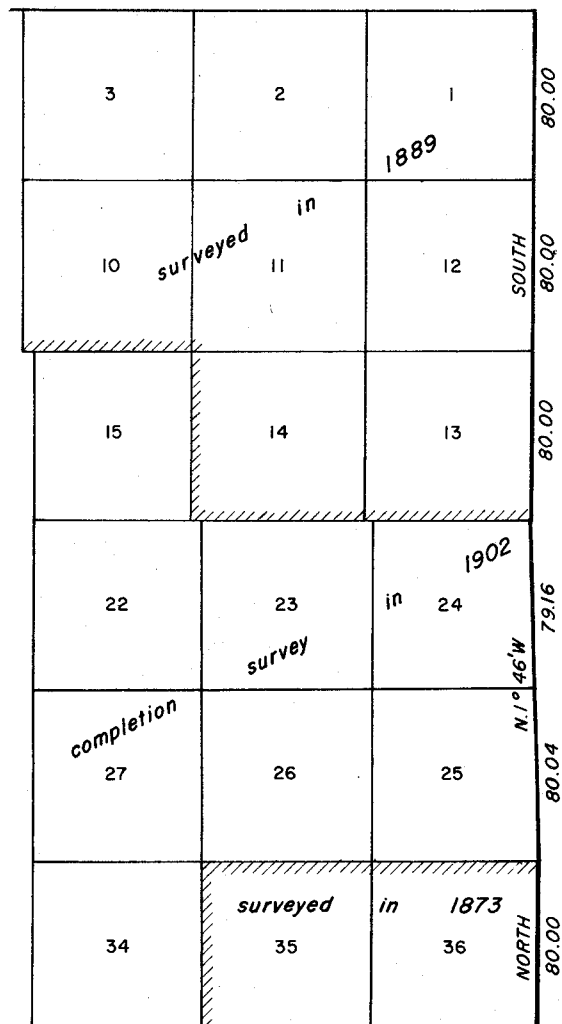 3 2 1 80.00
1889
surveyed in
10 11 12 SOUTH 80.00
15 14 13 80.00
1902
22 23 in 24 79.16
survey
N.1°46'W
completion
27 26 25 80.04
surveyed in 1873
34 35 36 NORTH 80.00